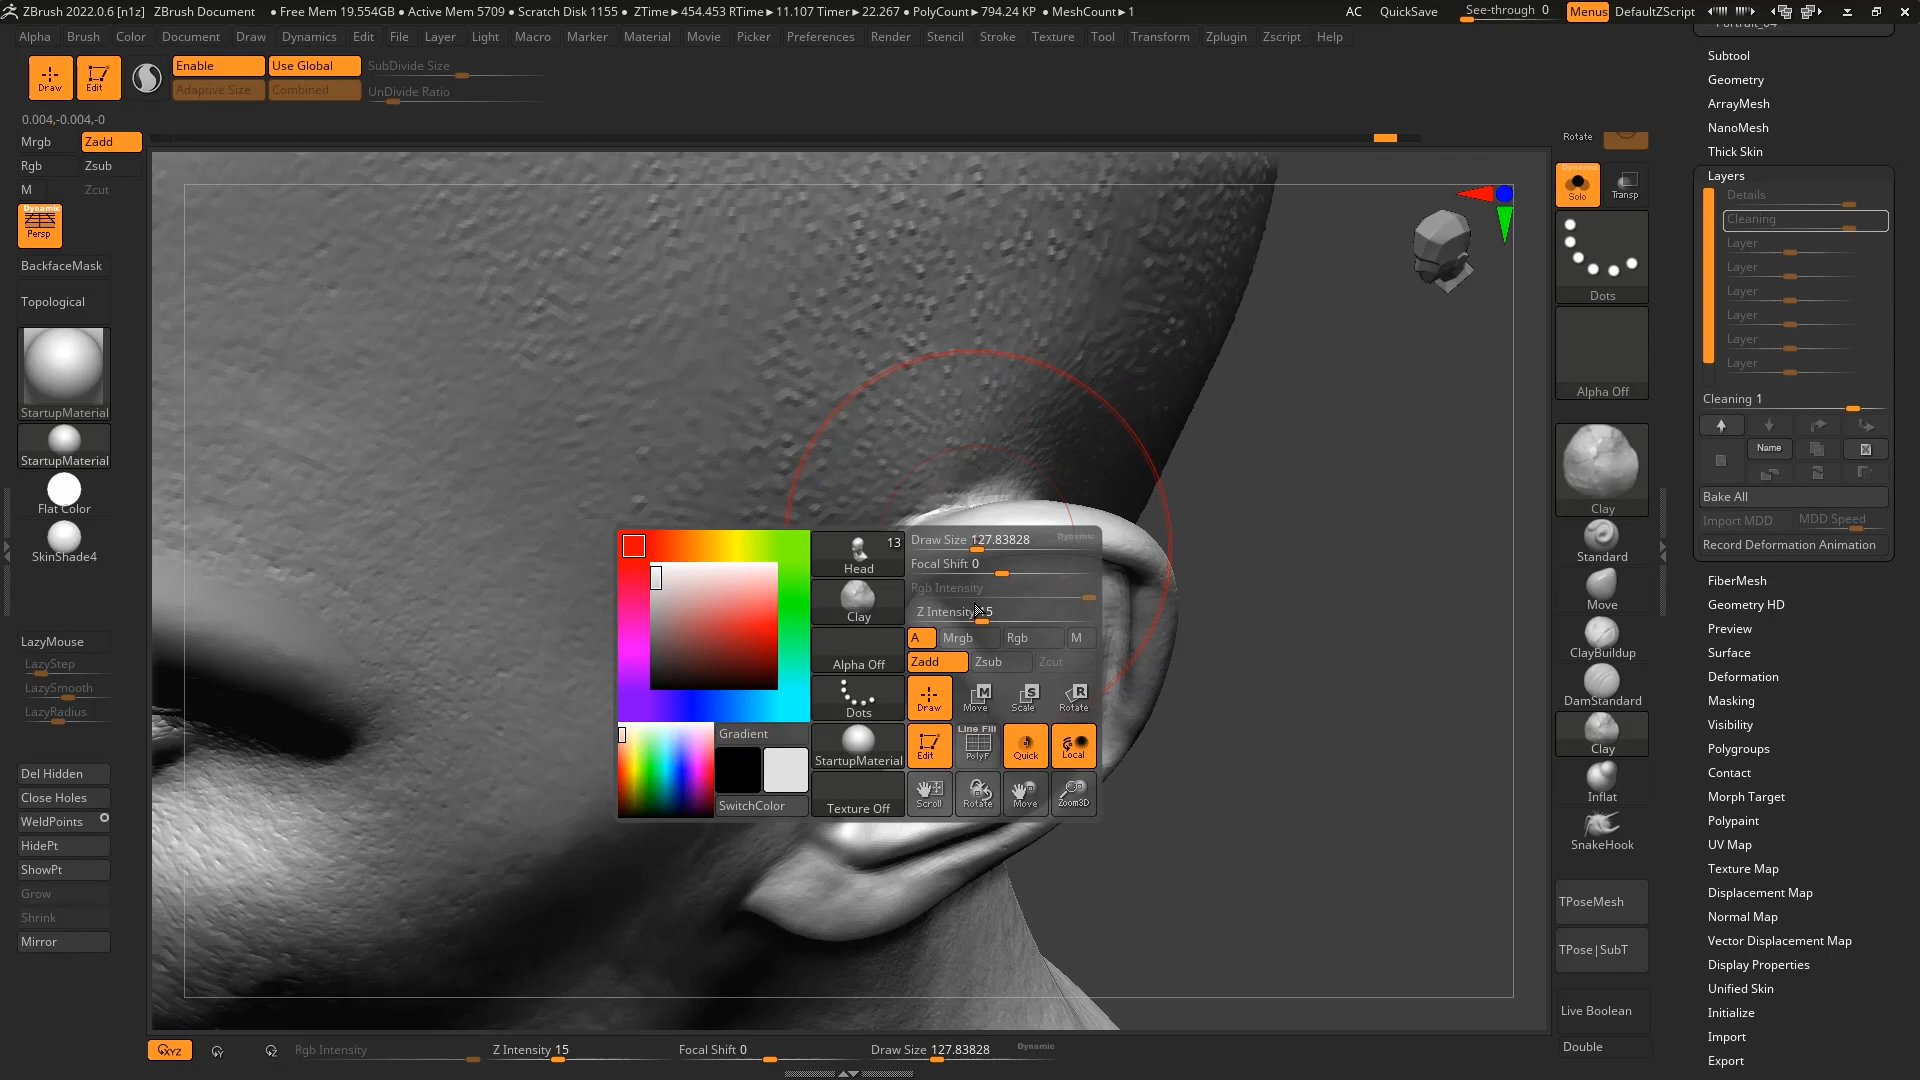 ZBrush 2022.0.6 [n1z] ZBrush Document ● Free Mem 19.554GB ● Active Mem 5709 ● Scratch Disk 1155 ● ZTime►454.453 RTime►11.107 Timer►22.267 ● PolyCount►794.24 KP ● MeshCount►1 AC QuickSave See-through 0 Menus DefaultZScript
Alpha Brush Color Document Draw Dynamics Edit File Layer Light Macro Marker Material Movie Picker Preferences Render Stencil Stroke Texture Tool Transform Zplugin Zscript Help
Draw Edit Enable Use Global SubDivide Size
Adaptive Size Combined UnDivide Ratio
0.004,-0.004,-0
Mrgb Zadd
Rgb Zsub
M Zcut
Dynamic
Persp
BackfaceMask
Topological
StartupMaterial
StartupMaterial
Flat Color
SkinShade4
LazyMouse
LazyStep
LazySmooth
LazyRadius
Del Hidden
Close Holes
WeldPoints
HidePt
ShowPt
Grow
Shrink
Mirror
13
Head
Clay
Alpha Off
Dots
StartupMaterial
Texture Off
Gradient
SwitchColor
Draw Size 127.83828 Dynamic
Focal Shift 0
Rgb Intensity
Z Intensity 15
A Mrgb Rgb M
Zadd Zsub Zcut
Draw Move Scale Rotate
M S R
Line Fill
Edit PolyF Quick Local
Scroll Rotate Move Zoom3D
XYZ Y Z Rgb Intensity Z Intensity 15 Focal Shift 0 Draw Size 127.83828 Dynamic
Rotate
Dynamic
Solo Transp
Dots
Alpha Off
Clay
Standard
Move
ClayBuildup
DamStandard
Clay
Inflat
SnakeHook
TPoseMesh
TPose|SubT
Live Boolean
Double
Subtool
Geometry
ArrayMesh
NanoMesh
Thick Skin
Layers
Details
Cleaning
Layer
Layer
Layer
Layer
Layer
Layer
Cleaning 1
Name
Bake All
Import MDD MDD Speed
Record Deformation Animation
FiberMesh
Geometry HD
Preview
Surface
Deformation
Masking
Visibility
Polygroups
Contact
Morph Target
Polypaint
UV Map
Texture Map
Displacement Map
Normal Map
Vector Displacement Map
Display Properties
Unified Skin
Initialize
Import
Export